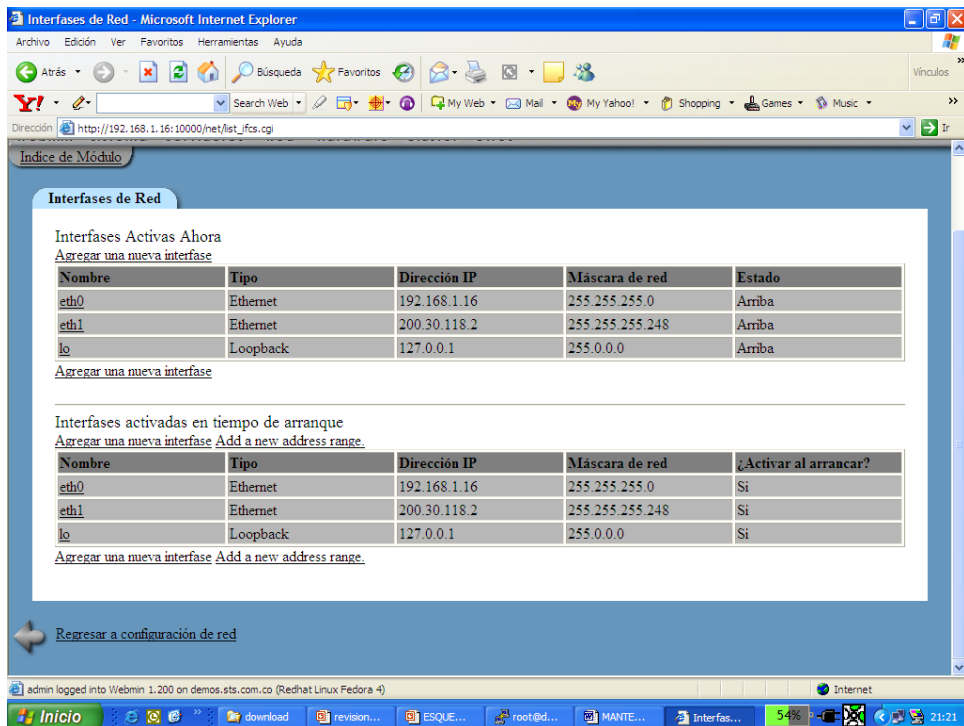 Interfases de Red - Microsoft Internet Explorer
Archivo Edición Ver Favoritos Herramientas Ayuda
Atrás Búsqueda Favoritos Vínculos
Y! Search Web My Web Mail My Yahoo! Shopping Games Music
Dirección http://192.168.1.16:10000/net/list_ifcs.cgi Ir
Indice de Módulo
Interfases de Red
Interfases Activas Ahora
Agregar una nueva interfase
Nombre Tipo Dirección IP Máscara de red Estado
eth0 Ethernet 192.168.1.16 255.255.255.0 Arriba
eth1 Ethernet 200.30.118.2 255.255.255.248 Arriba
lo Loopback 127.0.0.1 255.0.0.0 Arriba
Agregar una nueva interfase
Interfases activadas en tiempo de arranque
Agregar una nueva interfase Add a new address range.
Nombre Tipo Dirección IP Máscara de red ¿Activar al arrancar?
eth0 Ethernet 192.168.1.16 255.255.255.0 Si
eth1 Ethernet 200.30.118.2 255.255.255.248 Si
lo Loopback 127.0.0.1 255.0.0.0 Si
Agregar una nueva interfase Add a new address range.
Regresar a configuración de red
admin logged into Webmin 1.200 on demos.sts.com.co (Redhat Linux Fedora 4) Internet
Inicio download revision... ESQUE... root@d... MANTE... Interfas... 54% 21:21